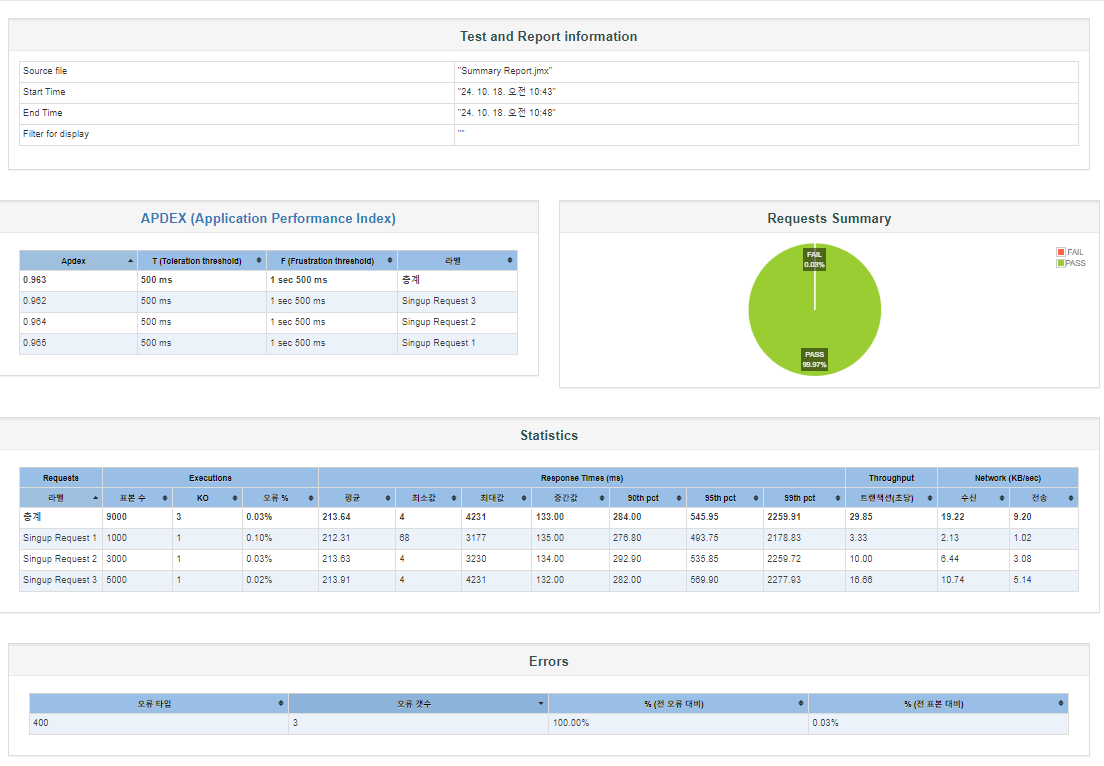 Test and Report information
Source file "Summary Report.jmx"
Start Time "24. 10. 18. 오전 10:43"
End Time "24. 10. 18. 오전 10:48"
Filter for display ""
APDEX (Application Performance Index)
Apdex T (Toleration threshold) F (Frustration threshold) 라벨
0.963 500 ms 1 sec 500 ms 총계
0.962 500 ms 1 sec 500 ms Singup Request 3
0.964 500 ms 1 sec 500 ms Singup Request 2
0.965 500 ms 1 sec 500 ms Singup Request 1
Requests Summary
FAIL
0.03%
PASS
99.97%
FAIL
PASS
Statistics
Requests Executions Response Times (ms) Throughput Network (KB/sec)
라벨 표본 수 KO 오류 % 평균 최소값 최대값 중간값 90th pct 95th pct 99th pct 트랜잭션(초당) 수신 전송
총계 9000 3 0.03% 213.64 4 4231 133.00 284.00 545.95 2259.91 29.85 19.22 9.20
Singup Request 1 1000 1 0.10% 212.31 68 3177 135.00 276.80 493.75 2178.83 3.33 2.13 1.02
Singup Request 2 3000 1 0.03% 213.63 4 3230 134.00 292.90 535.85 2259.72 10.00 6.44 3.08
Singup Request 3 5000 1 0.02% 213.91 4 4231 132.00 282.00 569.90 2277.93 16.66 10.74 5.14
Errors
오류 타입 오류 갯수 % (전 오류 대비) % (전 표본 대비)
400 3 100.00% 0.03%